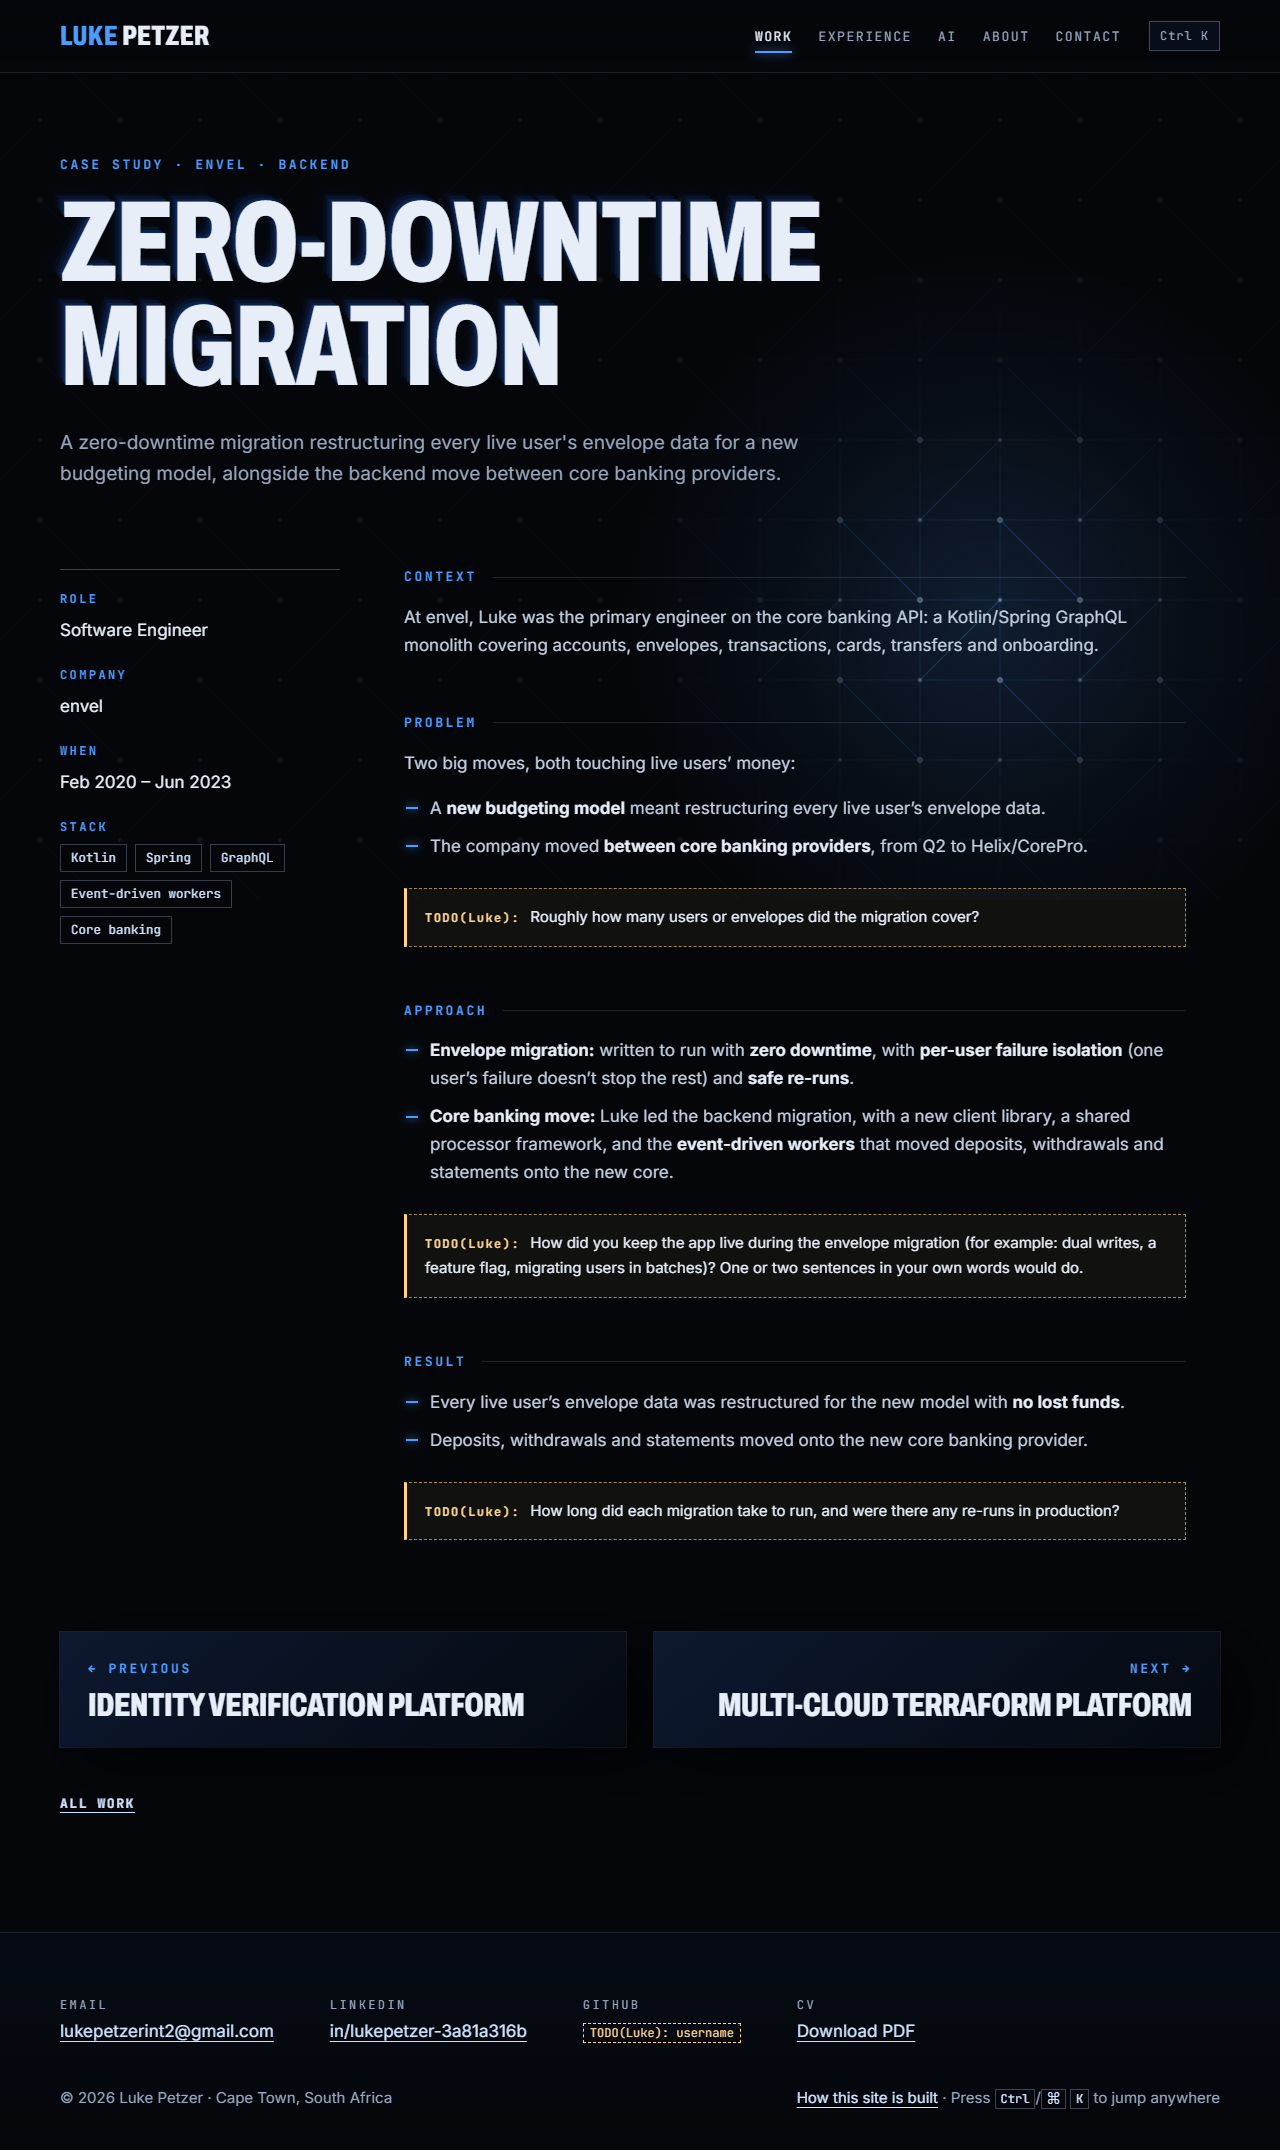 LUKE PETZER
WORK EXPERIENCE AI ABOUT CONTACT Ctrl K
CASE STUDY · ENVEL · BACKEND
ZERO-DOWNTIME
MIGRATION
A zero-downtime migration restructuring every live user's envelope data for a new
budgeting model, alongside the backend move between core banking providers.
ROLE
Software Engineer
COMPANY
envel
WHEN
Feb 2020 – Jun 2023
STACK
Kotlin Spring GraphQL
Event-driven workers
Core banking
CONTEXT
At envel, Luke was the primary engineer on the core banking API: a Kotlin/Spring GraphQL
monolith covering accounts, envelopes, transactions, cards, transfers and onboarding.
PROBLEM
Two big moves, both touching live users’ money:
— A new budgeting model meant restructuring every live user’s envelope data.
— The company moved between core banking providers, from Q2 to Helix/CorePro.
TODO(Luke): Roughly how many users or envelopes did the migration cover?
APPROACH
— Envelope migration: written to run with zero downtime, with per-user failure isolation (one
user’s failure doesn’t stop the rest) and safe re-runs.
— Core banking move: Luke led the backend migration, with a new client library, a shared
processor framework, and the event-driven workers that moved deposits, withdrawals and
statements onto the new core.
TODO(Luke): How did you keep the app live during the envelope migration (for example: dual writes, a
feature flag, migrating users in batches)? One or two sentences in your own words would do.
RESULT
— Every live user’s envelope data was restructured for the new model with no lost funds.
— Deposits, withdrawals and statements moved onto the new core banking provider.
TODO(Luke): How long did each migration take to run, and were there any re-runs in production?
← PREVIOUS
IDENTITY VERIFICATION PLATFORM
NEXT →
MULTI-CLOUD TERRAFORM PLATFORM
ALL WORK
EMAIL
lukepetzerint2@gmail.com
LINKEDIN
in/lukepetzer-3a81a316b
GITHUB
TODO(Luke): username
CV
Download PDF
© 2026 Luke Petzer · Cape Town, South Africa
How this site is built · Press Ctrl/⌘ K to jump anywhere